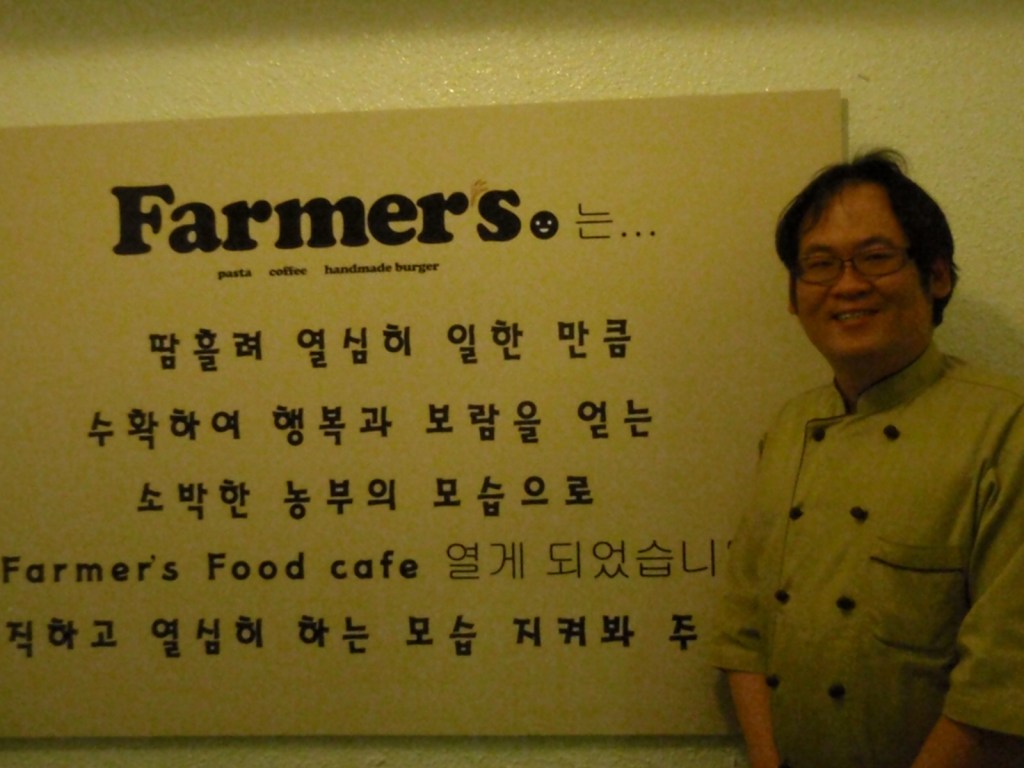 Farmer's 는...
pasta coffee handmade burger
땀흘려 열심히 일한 만큼
수확하여 행복과 보람을 얻는
소박한 농부의 모습으로
Farmer's Food cafe 열게 되었습니
직하고 열심히 하는 모습 지켜봐 주